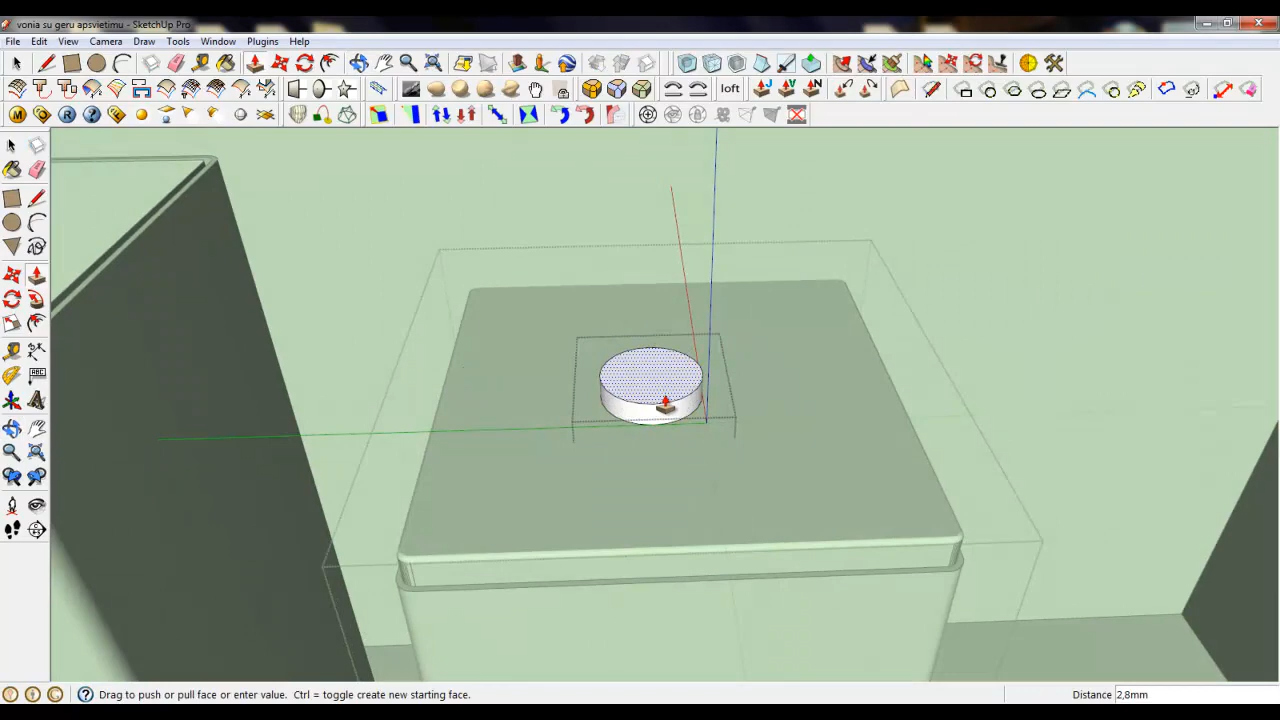 vonia su geru apsvietimu - SketchUp Pro
File Edit View Camera Draw Tools Window Plugins Help
loft J V N
M R ? ABC
Drag to push or pull face or enter value. Ctrl = toggle create new starting face. Distance 2,8mm